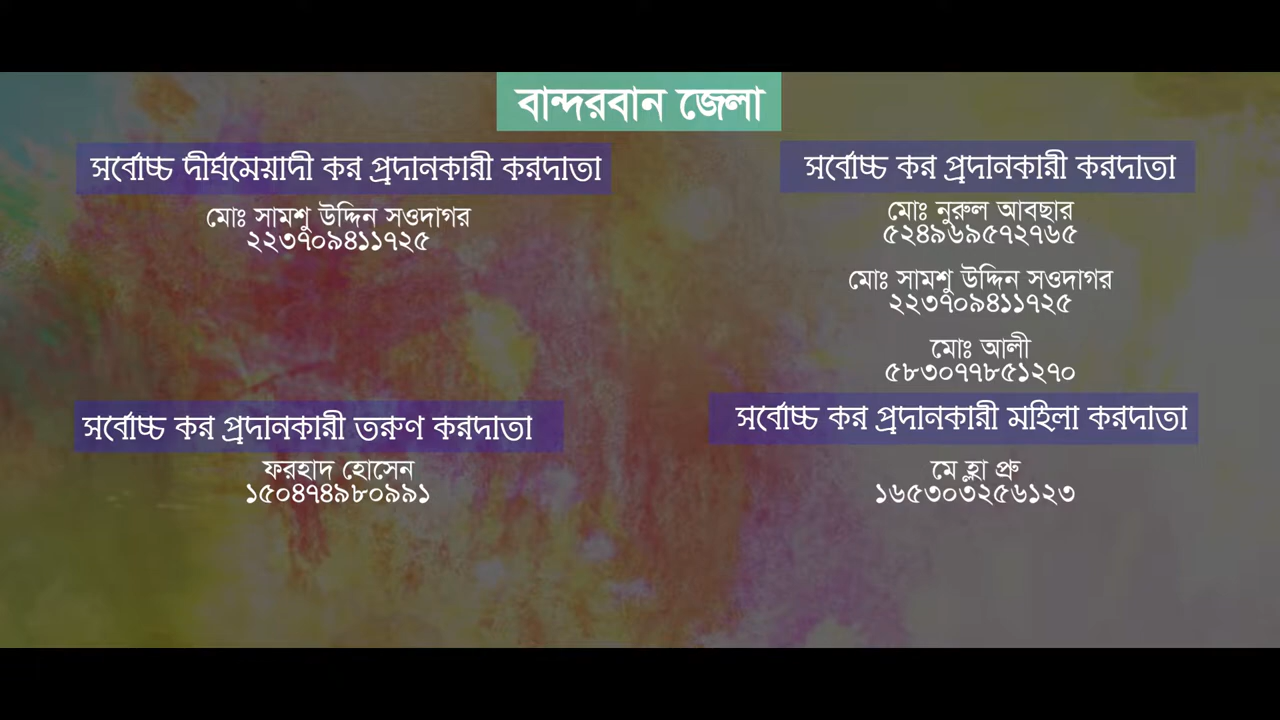 বান্দরবান জেলা
সর্বোচ্চ দীর্ঘমেয়াদী কর প্রদানকারী করদাতা
মোঃ সামশু উদ্দিন সওদাগর
২২৩৭০৯৪১১৭২৫
সর্বোচ্চ কর প্রদানকারী করদাতা
মোঃ নুরুল আবছার
৫২৪৯৬৯৫৭২৭৬৫
মোঃ সামশু উদ্দিন সওদাগর
২২৩৭০৯৪১১৭২৫
মোঃ আলী
৫৮৩০৭৭৮৫১২৭০
সর্বোচ্চ কর প্রদানকারী তরুণ করদাতা
ফরহাদ হোসেন
১৫০৪৭৪৯৮০৯৯১
সর্বোচ্চ কর প্রদানকারী মহিলা করদাতা
মে হ্লা প্রু
১৬৫৩০৩২৫৬১২৩